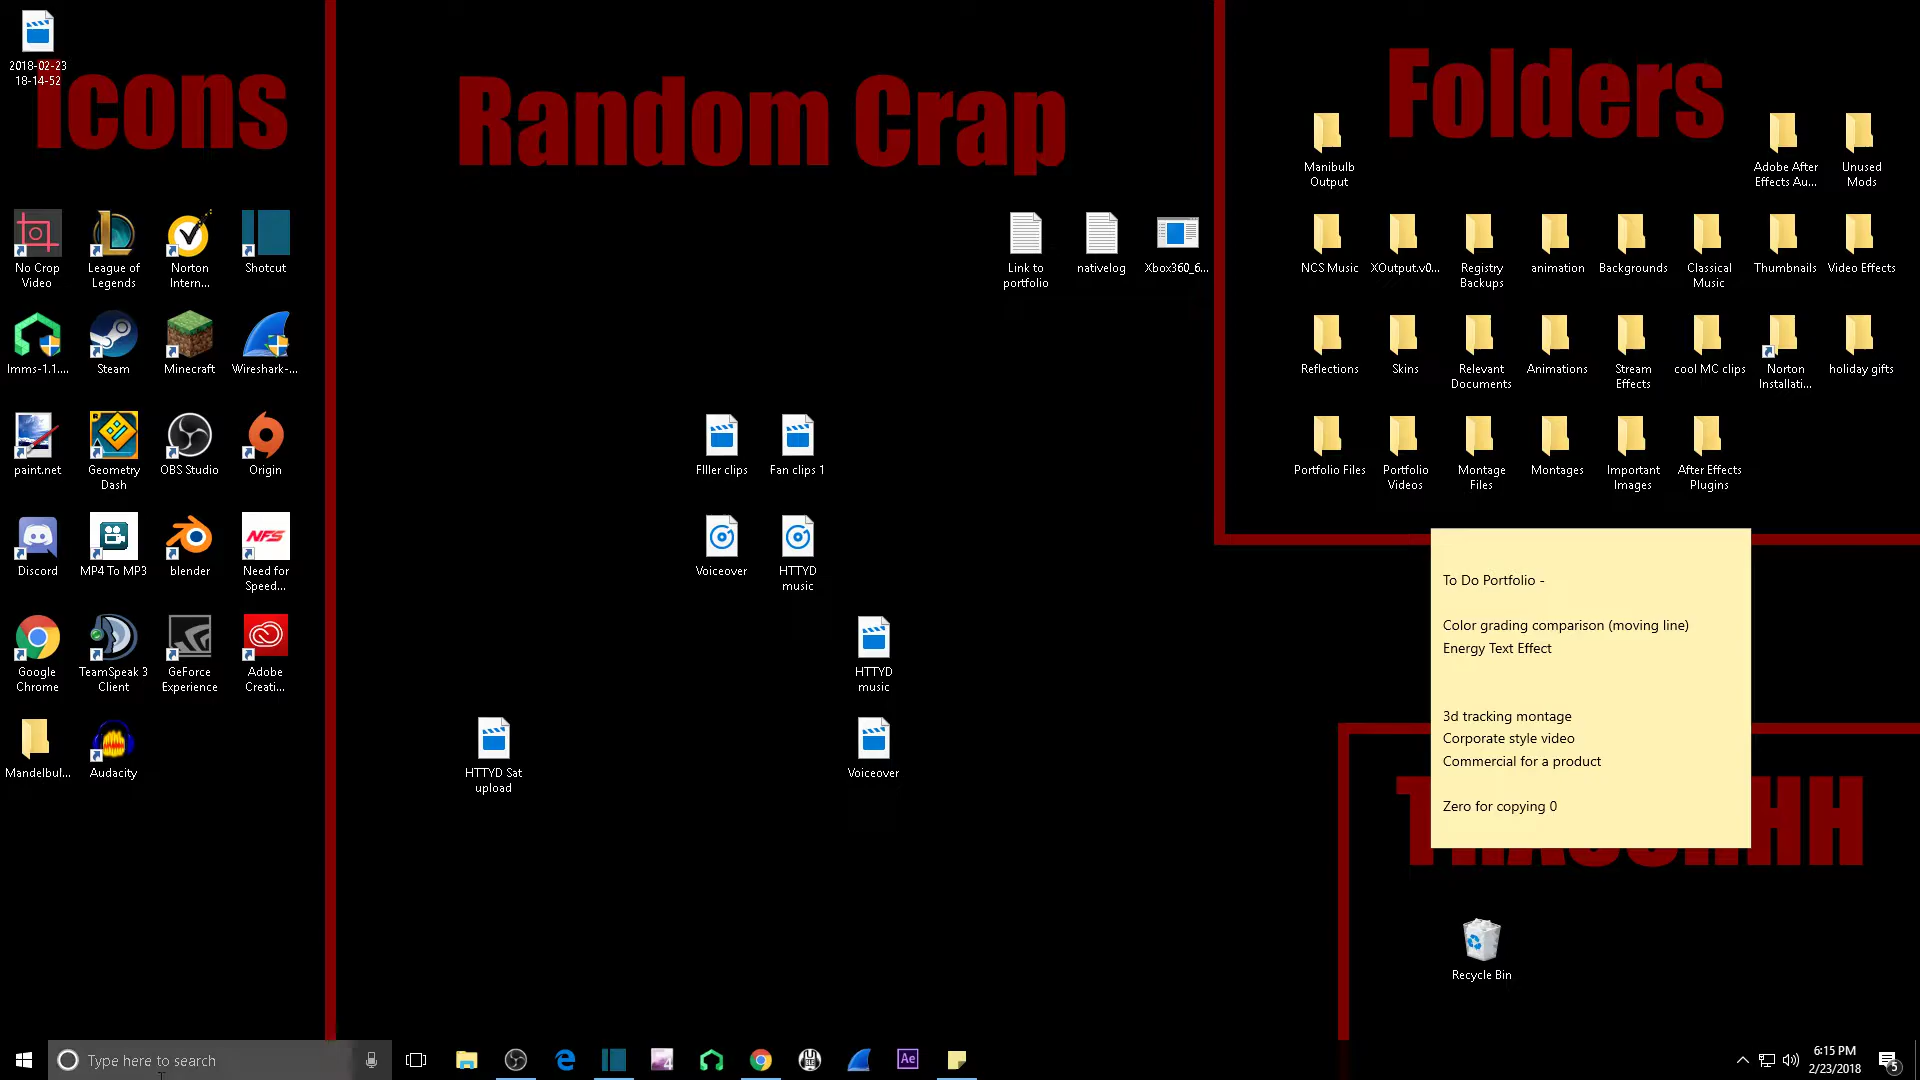 2018-02-23
18-14-52
Icons
Random Crap
Folders
Manibulb
Output
Adobe After
Effects Au...
Unused
Mods
No Crop
Video
League of
Legends
Norton
Intern...
Shotcut
Link to
portfolio
nativelog
Xbox360_6...
NCS Music
XOutput.v0...
Registry
Backups
animation
Backgrounds
Classical
Music
Thumbnails
Video Effects
lmms-1.1....
Steam
Minecraft
Wireshark-...
Reflections
Skins
Relevant
Documents
Animations
Stream
Effects
cool MC clips
Norton
Installati...
holiday gifts
paint.net
Geometry
Dash
OBS Studio
Origin
FIller clips
Fan clips 1
Portfolio Files
Portfolio
Videos
Montage
Files
Montages
Important
Images
After Effects
Plugins
Discord
MP4 To MP3
blender
NFS
Need for
Speed...
Voiceover
HTTYD
music
To Do Portfolio -
Color grading comparison (moving line)
Energy Text Effect
3d tracking montage
Corporate style video
Commercial for a product
Zero for copying 0
Google
Chrome
TeamSpeak 3
Client
GeForce
Experience
Adobe
Creati...
HTTYD
music
Mandelbul...
Audacity
HTTYD Sat
upload
Voiceover
Recycle Bin
Type here to search
4
Ae
6:15 PM
2/23/2018
5